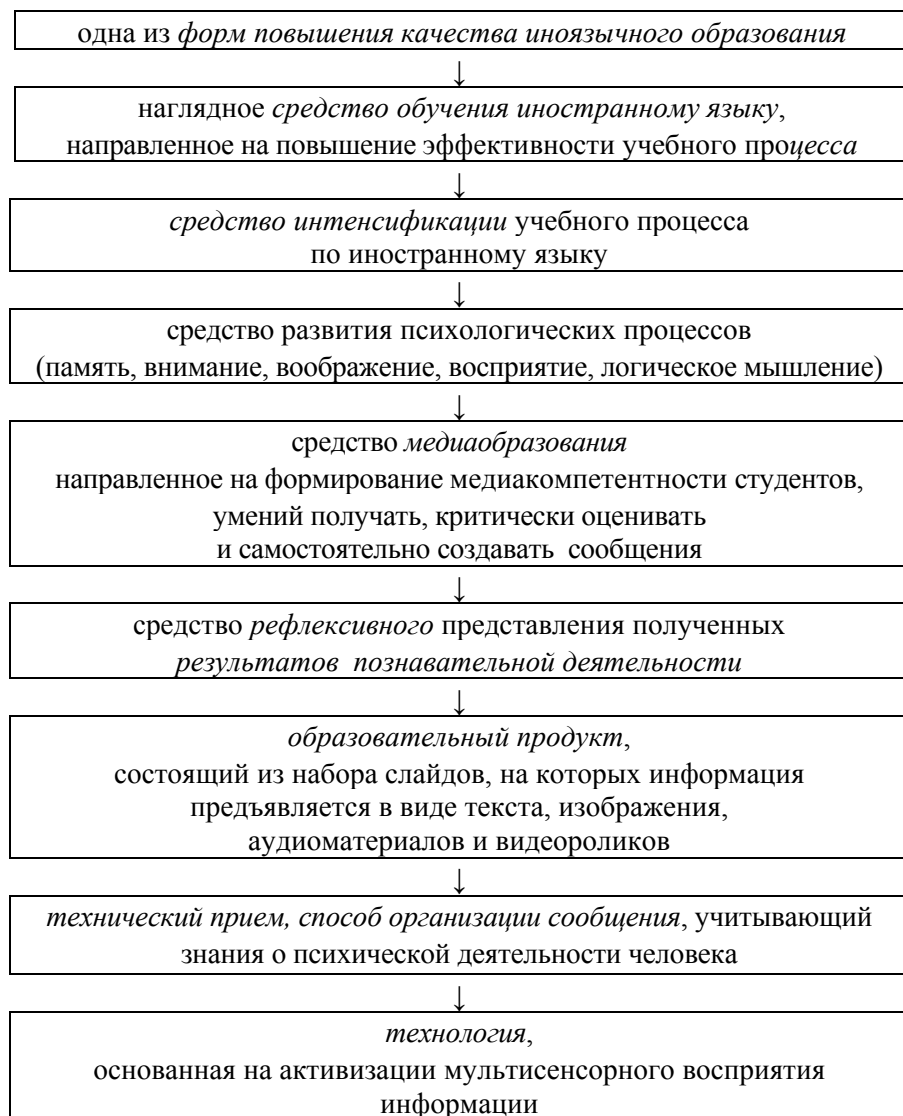 одна из форм повышения качества иноязычного образования
↓
наглядное средство обучения иностранному языку,
направленное на повышение эффективности учебного процесса
↓
средство интенсификации учебного процесса
по иностранному языку
↓
средство развития психологических процессов
(память, внимание, воображение, восприятие, логическое мышление)
↓
средство медиаобразования
направленное на формирование медиакомпетентности студентов,
умений получать, критически оценивать
и самостоятельно создавать сообщения
↓
средство рефлексивного представления полученных
результатов познавательной деятельности
↓
образовательный продукт,
состоящий из набора слайдов, на которых информация
предъявляется в виде текста, изображения,
аудиоматериалов и видеороликов
↓
технический прием, способ организации сообщения, учитывающий
знания о психической деятельности человека
↓
технология,
основанная на активизации мультисенсорного восприятия
информации